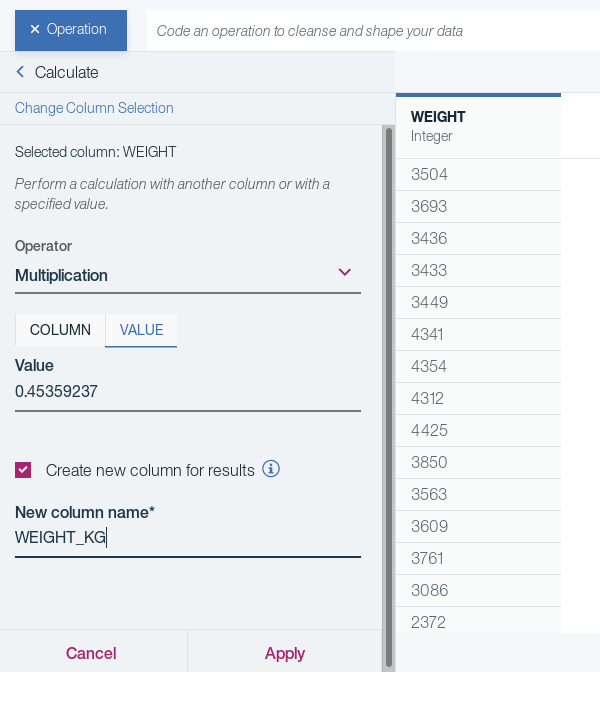 Operation
Code an operation to cleanse and shape your data
Calculate
Change Column Selection
Selected column: WEIGHT
Perform a calculation with another column or with a
specified value.
Operator
Multiplication
COLUMN VALUE
Value
0.45359237
Create new column for results
New column name*
WEIGHT_KG
Cancel Apply
WEIGHT
Integer
3504
3693
3436
3433
3449
4341
4354
4312
4425
3850
3563
3609
3761
3086
2372